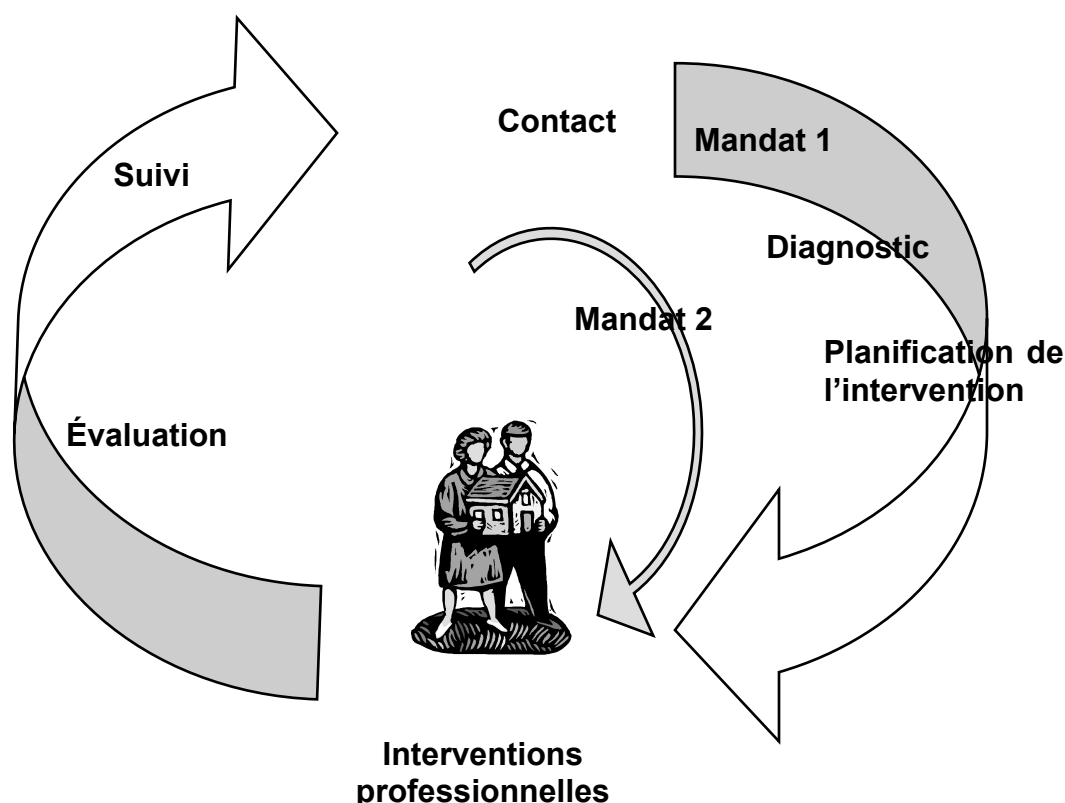 Contact
Mandat 1
Suivi
Diagnostic
Mandat 2
Planification de
l’intervention
Évaluation
Interventions
professionnelles